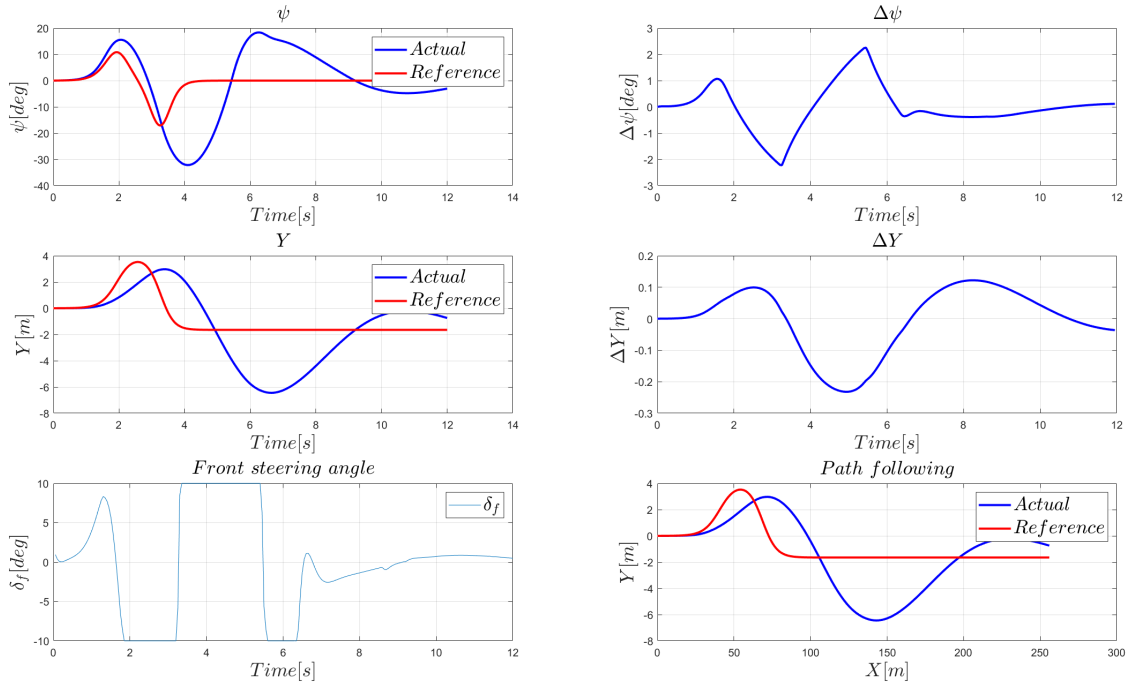 ψ
20
10
0
-10
-20
-30
-40
ψ[deg]
Actual
Reference
0 2 4 6 8 10 12 14
Time[s]
Δψ
3
2
1
0
-1
-2
-3
Δψ[deg]
0 2 4 6 8 10 12
Time[s]
Y
4
2
0
-2
-4
-6
-8
Y[m]
Actual
Reference
0 2 4 6 8 10 12 14
Time[s]
ΔY
0.2
0.1
0
-0.1
-0.2
-0.3
ΔY[m]
0 2 4 6 8 10 12
Time[s]
Front steering angle
10
5
0
-5
-10
δf[deg]
δf
0 2 4 6 8 10 12
Time[s]
Path following
4
2
0
-2
-4
-6
-8
Y[m]
Actual
Reference
0 50 100 150 200 250 300
X[m]